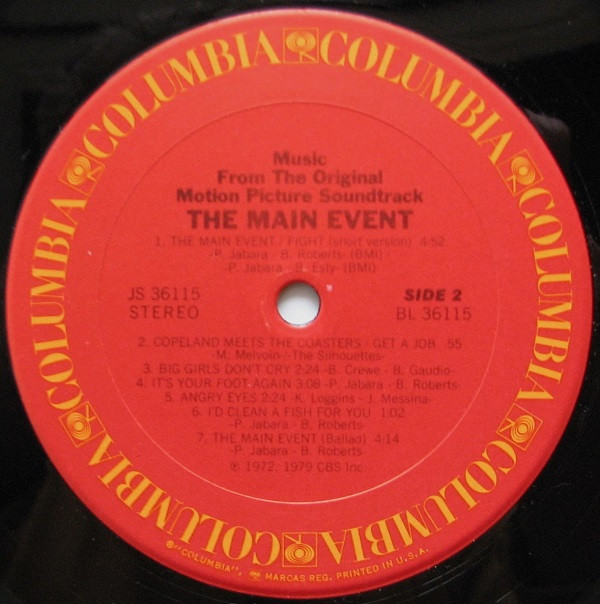 COLUMBIA COLUMBIA COLUMBIA COLUMBIA COLUMBIA COLUMBIA COLUMBIA COLUMBIA
Music
From The Original
Motion Picture Soundtrack
THE MAIN EVENT
1. THE MAIN EVENT / FIGHT (short version) 4:52
-P. Jabara - B. Roberts- (BMI)
-P. Jabara - B. Esty- (BMI)
JS 36115
STEREO
SIDE 2
BL 36115
2. COPELAND MEETS THE COASTERS / GET A JOB :55
-M. Melvoin-/The Silhouettes-
3. BIG GIRLS DON'T CRY 2:24 -B. Crewe - B. Gaudio-
4. IT'S YOUR FOOT AGAIN 3:08 -P. Jabara - B. Roberts-
5. ANGRY EYES 2:24 -K. Loggins - J. Messina-
6. I'D CLEAN A FISH FOR YOU 1:02
-P. Jabara - B. Roberts-
7. THE MAIN EVENT (Ballad) 4:14
-P. Jabara - B. Roberts-
℗ 1972, 1979 CBS Inc.
®"COLUMBIA", MARCAS REG. PRINTED IN U.S.A.